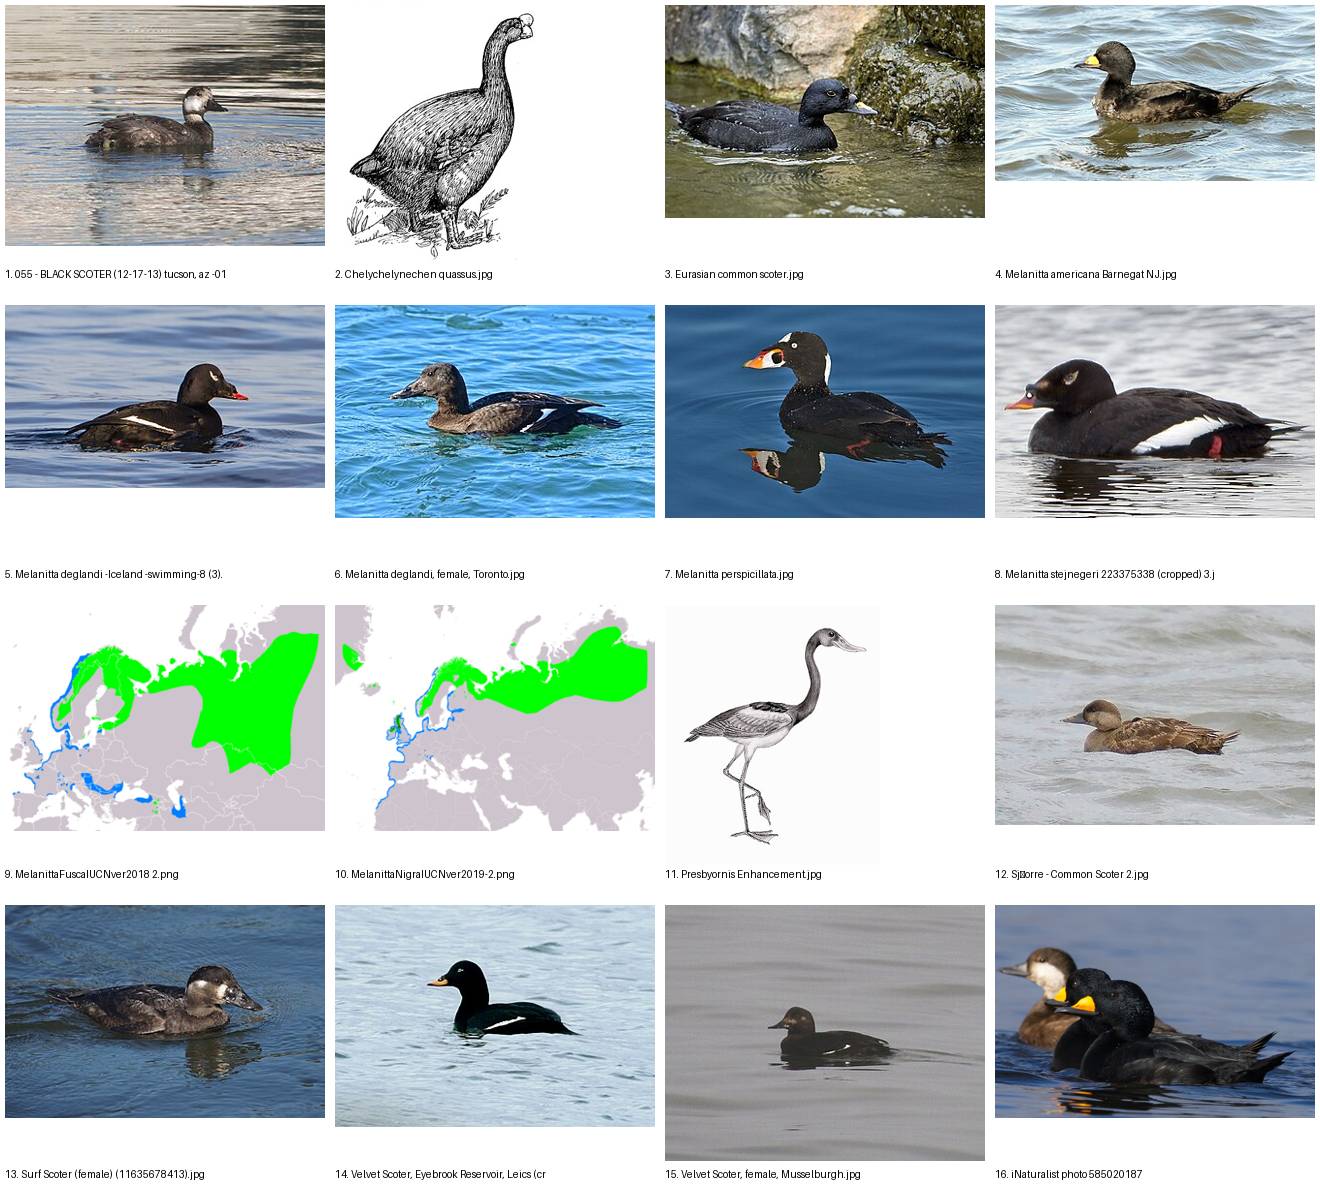 1. 055 - BLACK SCOTER (12-17-13) tucson, az -01
2. Chelychelynechen quassus.jpg
3. Eurasian common scoter.jpg
4. Melanitta americana Barnegat NJ.jpg
5. Melanitta deglandi -Iceland -swimming-8 (3).
6. Melanitta deglandi, female, Toronto.jpg
7. Melanitta perspicillata.jpg
8. Melanitta stejnegeri 223375338 (cropped) 3.j
9. MelanittaFuscaIUCNver2018 2.png
10. MelanittaNigraIUCNver2019-2.png
11. Presbyornis Enhancement.jpg
12. Sj▯orre - Common Scoter 2.jpg
13. Surf Scoter (female) (11635678413).jpg
14. Velvet Scoter, Eyebrook Reservoir, Leics (cr
15. Velvet Scoter, female, Musselburgh.jpg
16. iNaturalist photo 585020187